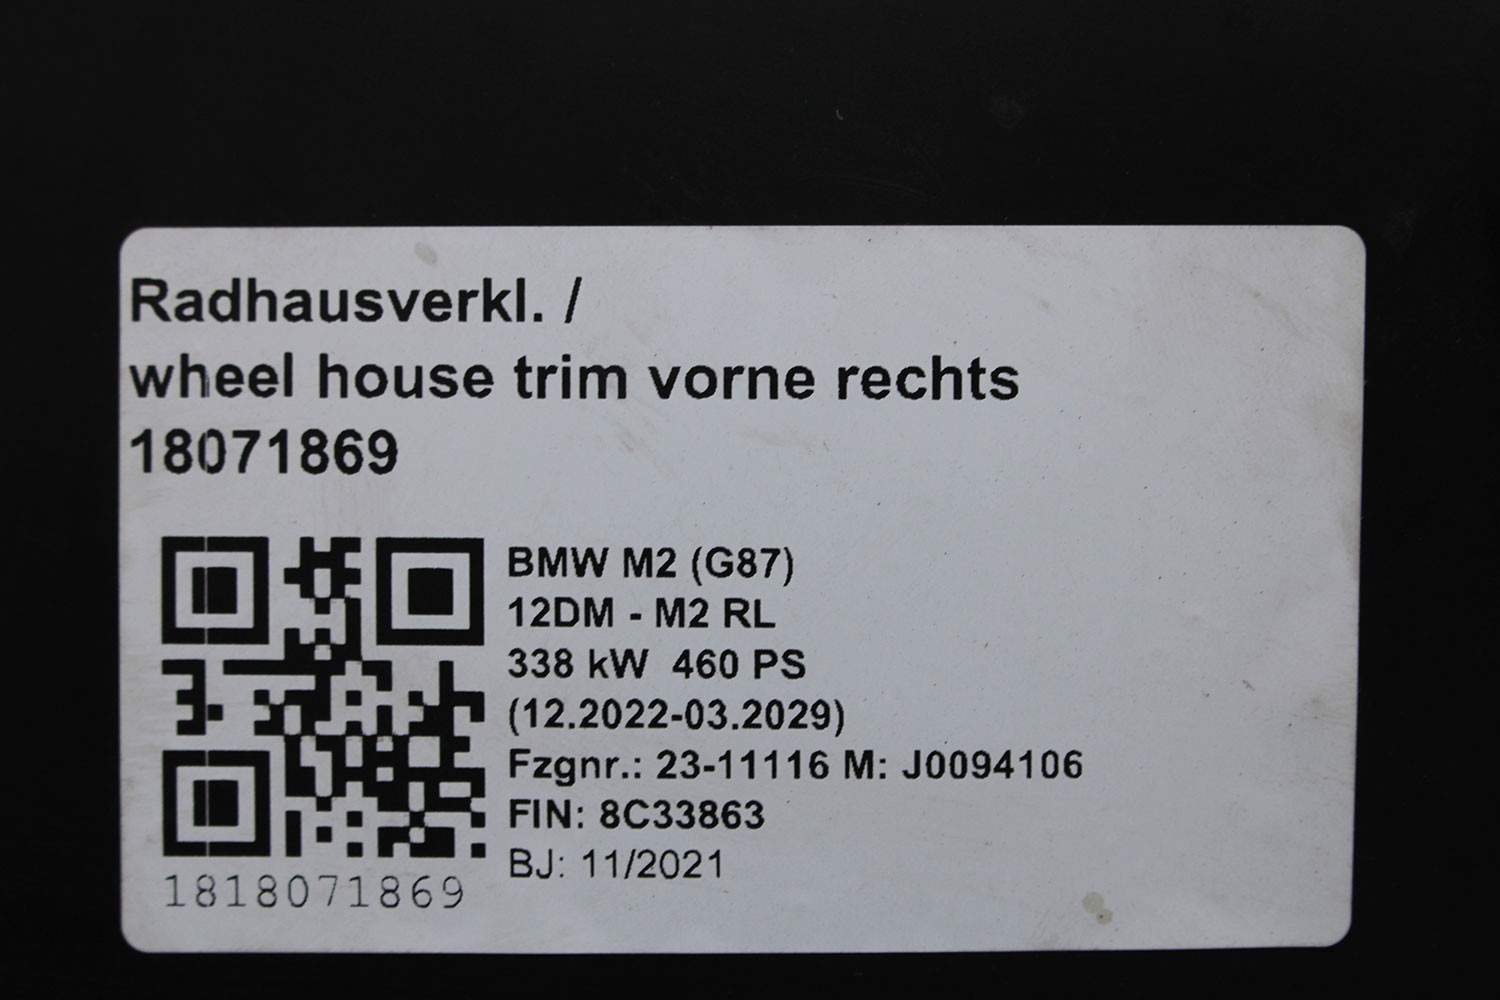 Radhausverkl. /
wheel house trim vorne rechts
18071869
BMW M2 (G87)
12DM - M2 RL
338 kW 460 PS
(12.2022-03.2029)
Fzgnr.: 23-11116 M: J0094106
FIN: 8C33863
BJ: 11/2021
1818071869